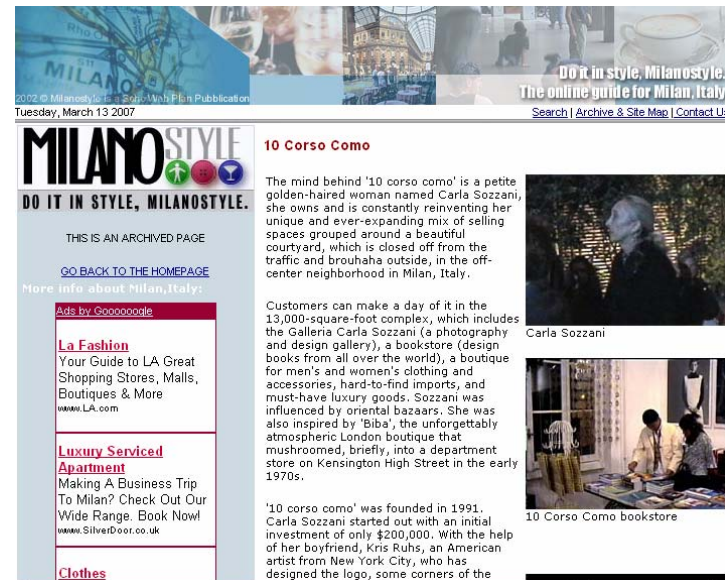 Rho
MILAN
2002 © Milanostyle is a Soho Web Plan Pubblication
Do it in style, Milanostyle.
The online guide for Milan, Italy
Tuesday, March 13 2007
Search | Archive & Site Map | Contact Us
MILANOSTYLE
DO IT IN STYLE, MILANOSTYLE.
THIS IS AN ARCHIVED PAGE
GO BACK TO THE HOMEPAGE
More info about Milan,Italy:
Ads by Goooooogle
La Fashion
Your Guide to LA Great
Shopping Stores, Malls,
Boutiques & More
www.LA.com
Luxury Serviced
Apartment
Making A Business Trip
To Milan? Check Out Our
Wide Range. Book Now!
www.SilverDoor.co.uk
Clothes
10 Corso Como
The mind behind '10 corso como' is a petite
golden-haired woman named Carla Sozzani,
she owns and is constantly reinventing her
unique and ever-expanding mix of selling
spaces grouped around a beautiful
courtyard, which is closed off from the
traffic and brouhaha outside, in the off-
center neighborhood in Milan, Italy.
Customers can make a day of it in the
13,000-square-foot complex, which includes
the Galleria Carla Sozzani (a photography
and design gallery), a bookstore (design
books from all over the world), a boutique
for men's and women's clothing and
accessories, hard-to-find imports, and
must-have luxury goods. Sozzani was
influenced by oriental bazaars. She was
also inspired by 'Biba', the unforgettably
atmospheric London boutique that
mushroomed, briefly, into a department
store on Kensington High Street in the early
1970s.
'10 corso como' was founded in 1991.
Carla Sozzani started out with an initial
investment of only $200,000. With the help
of her boyfriend, Kris Ruhs, an American
artist from New York City, who has
designed the logo, some corners of the
Carla Sozzani
10 Corso Como bookstore